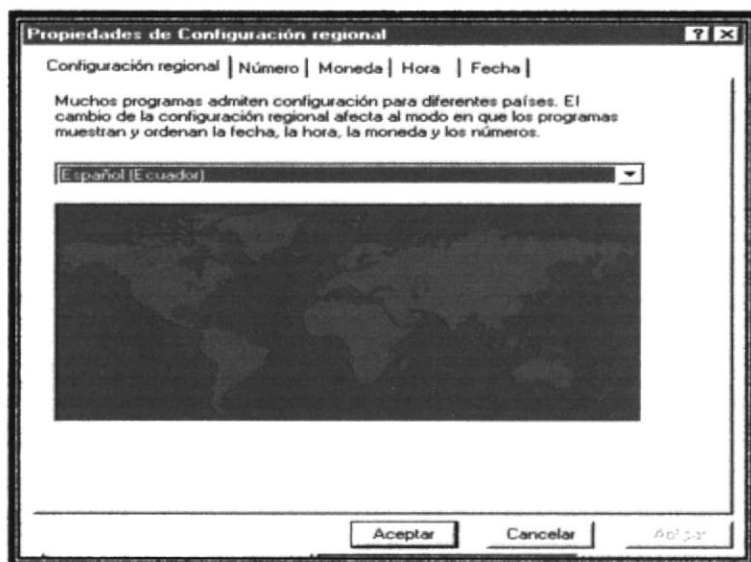 Propiedades de Configuración regional
Configuración regional Número Moneda Hora Fecha
Muchos programas admiten configuración para diferentes países. El
cambio de la configuración regional afecta al modo en que los programas
muestran y ordenan la fecha, la hora, la moneda y los números.
Español (Ecuador)
Aceptar Cancelar Aplicar